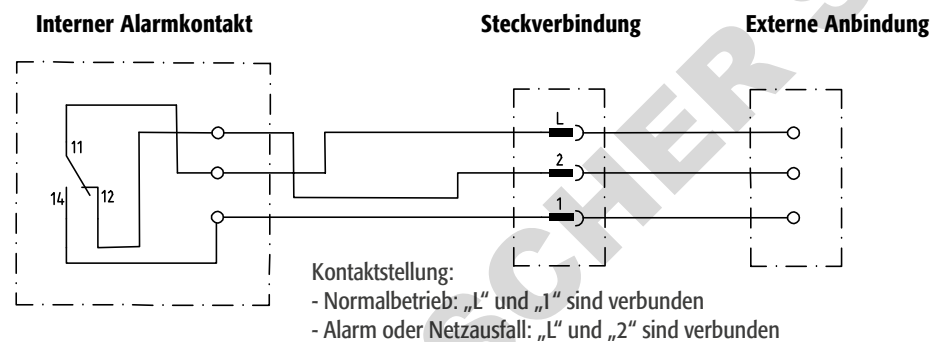 Interner Alarmkontakt
Steckverbindung
Externe Anbindung
L
11
2
14
12
1
Kontaktstellung:
- Normalbetrieb: „L“ und „1“ sind verbunden
- Alarm oder Netzausfall: „L“ und „2“ sind verbunden
SCHER S